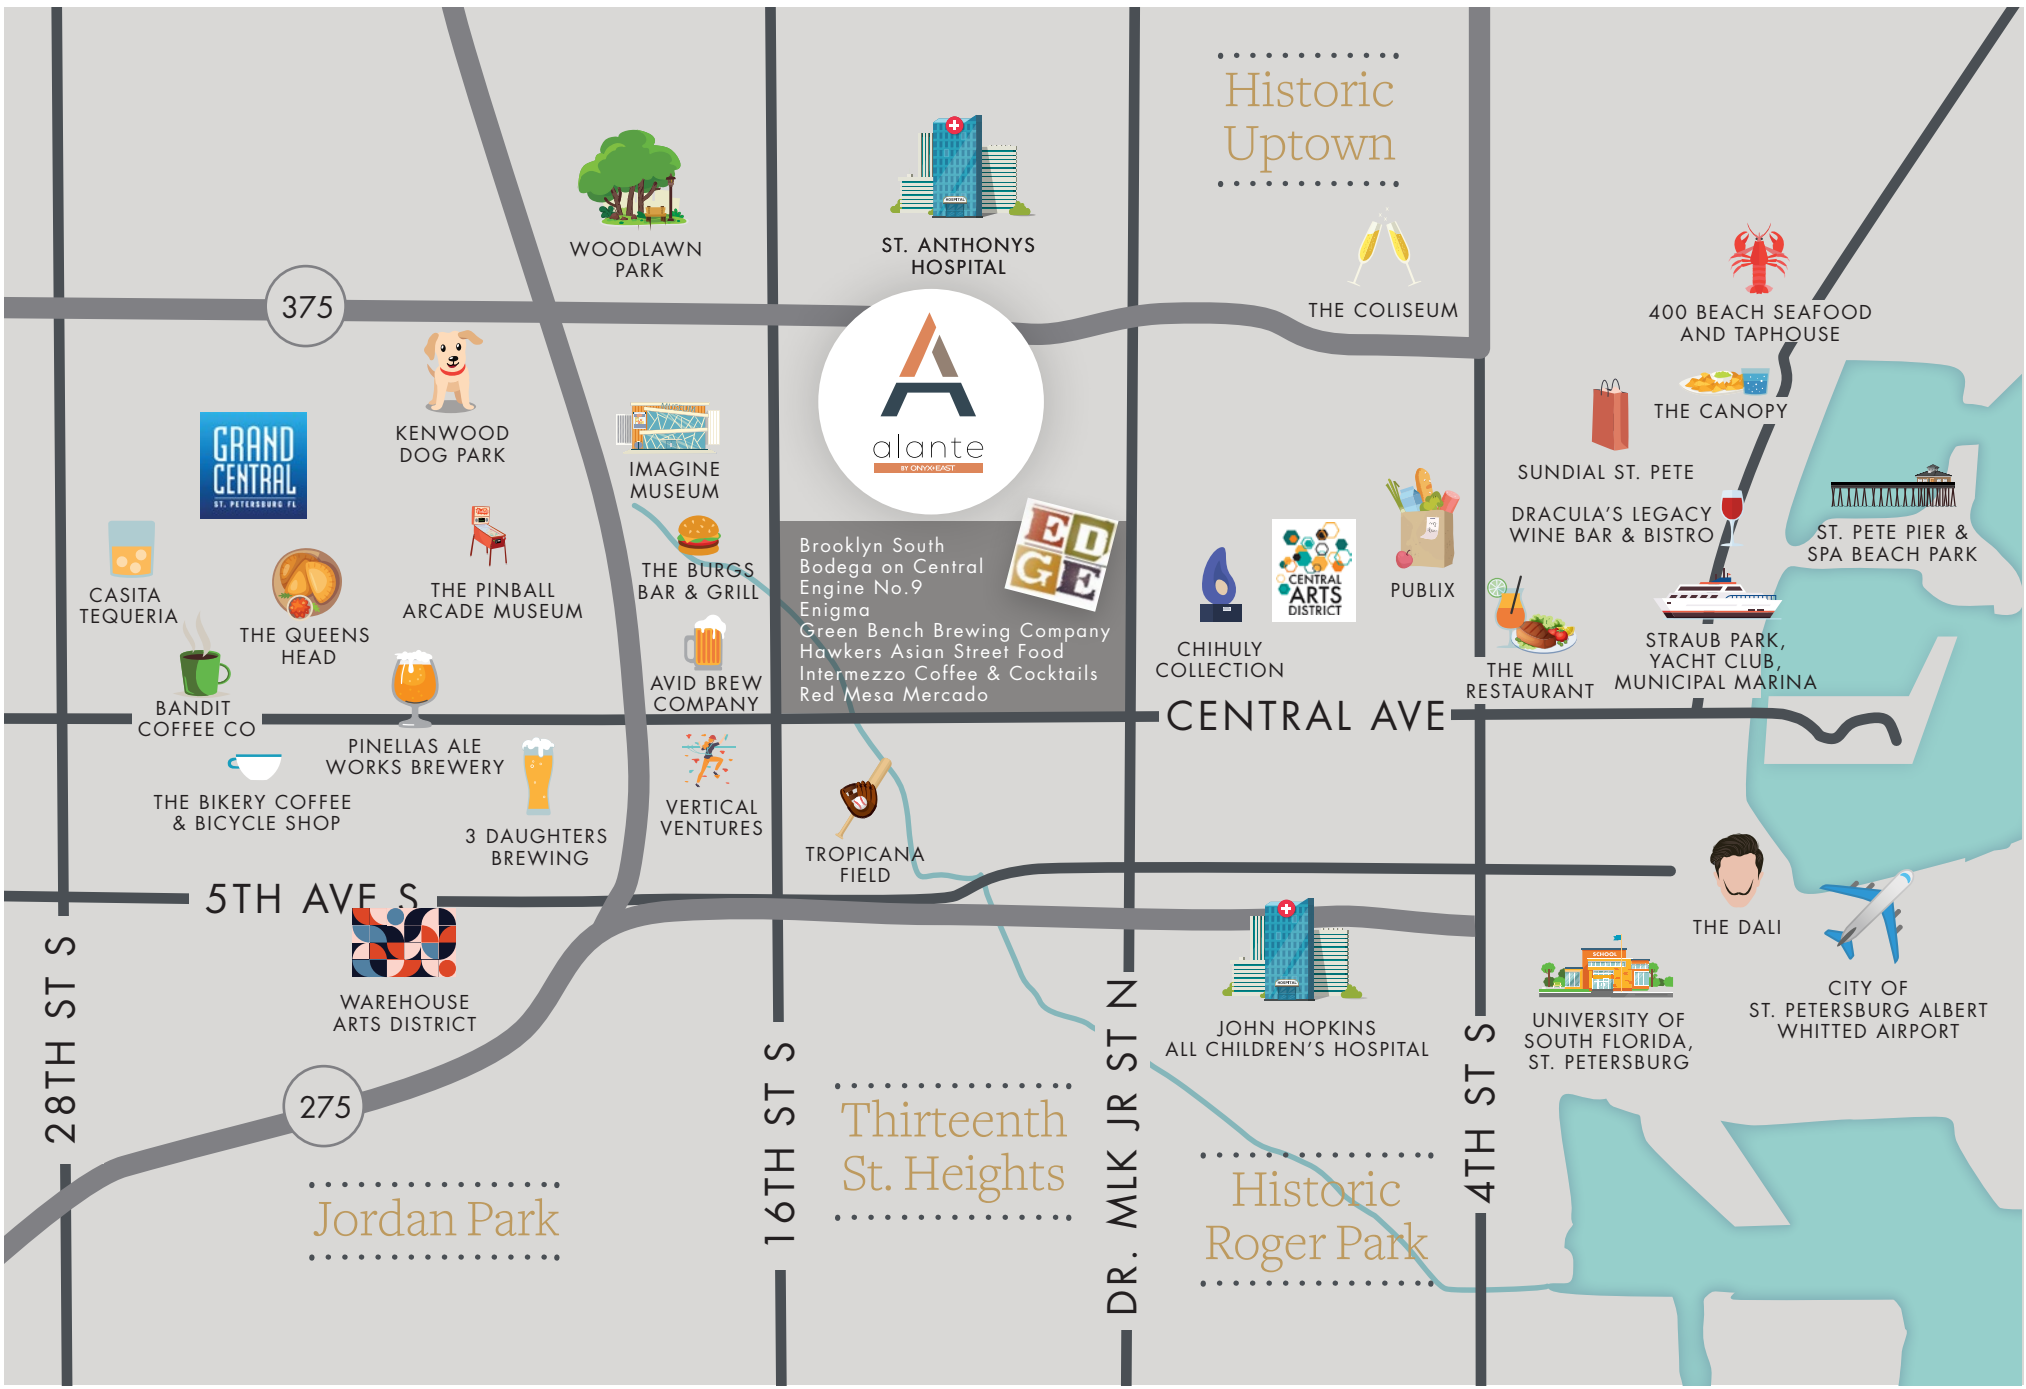 Historic
Uptown
WOODLAWN
PARK
HOSPITAL
ST. ANTHONYS
HOSPITAL
THE COLISEUM
400 BEACH SEAFOOD
AND TAPHOUSE
375
KENWOOD
DOG PARK
GRAND
CENTRAL
ST. PETERSBURG FL
IMAGINE
MUSEUM
alante
BY ONYX+EAST
THE CANOPY
SUNDIAL ST. PETE
DRACULA'S LEGACY
WINE BAR & BISTRO
ST. PETE PIER &
SPA BEACH PARK
CASITA
TEQUERIA
THE QUEENS
HEAD
THE PINBALL
ARCADE MUSEUM
THE BURGS
BAR & GRILL
EDGE
Brooklyn South
Bodega on Central
Engine No.9
Enigma
Green Bench Brewing Company
Hawkers Asian Street Food
Intermezzo Coffee & Cocktails
Red Mesa Mercado
CHIHULY
COLLECTION
CENTRAL
ARTS
DISTRICT
PUBLIX
THE MILL
RESTAURANT
STRAUB PARK,
YACHT CLUB,
MUNICIPAL MARINA
BANDIT
COFFEE CO
AVID BREW
COMPANY
CENTRAL AVE
PINELLAS ALE
WORKS BREWERY
THE BIKERY COFFEE
& BICYCLE SHOP
3 DAUGHTERS
BREWING
VERTICAL
VENTURES
TROPICANA
FIELD
5TH AVE S
WAREHOUSE
ARTS DISTRICT
THE DALI
HOSPITAL
JOHN HOPKINS
ALL CHILDREN'S HOSPITAL
SCHOOL
UNIVERSITY OF
SOUTH FLORIDA,
ST. PETERSBURG
CITY OF
ST. PETERSBURG ALBERT
WHITTED AIRPORT
28TH ST S
275
16TH ST S
DR. MLK JR ST N
4TH ST S
Thirteenth
St. Heights
Jordan Park
Historic
Roger Park